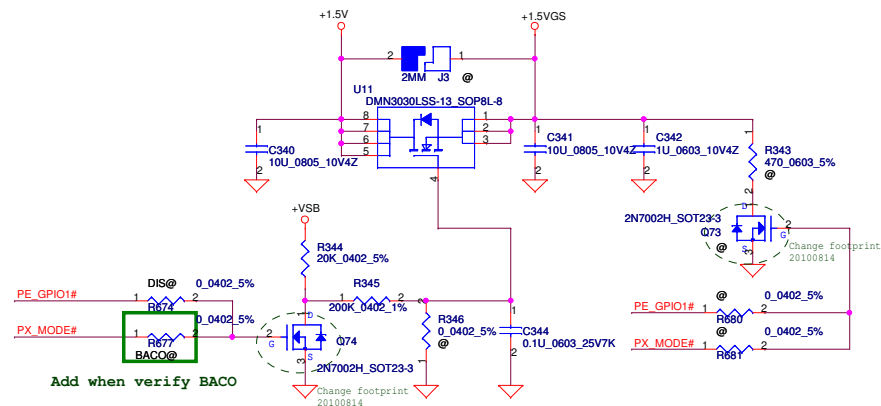 +1.5V
+1.5VGS
2
1
2MM
J3
@
U11
DMN3030LSS-13_SOP8L-8
8
7
6
5
1
2
3
4
1
C340
10U_0805_10V4Z
2
1
C341
10U_0805_10V4Z
2
1
C342
1U_0603_10V4Z
2
1
R343
470_0603_5%
@
2
+VSB
R344
20K_0402_5%
2N7002H_SOT23-3
D
Q73
G
2
@
S
3
Change footprint
20100814
DIS@
0_0402_5%
PE_GPIO1#
1
2
R674
0_0402_5%
PX_MODE#
1
2
R677
BACO@
Add when verify BACO
R345
1
2
200K_0402_1%
2
R346
0_0402_5%
@
1
1
C344
0.1U_0603_25V7K
2
1
D
2
G
Q74
S
3
2N7002H_SOT23-3
Change footprint
20100814
@
0_0402_5%
PE_GPIO1#
1
2
R680
@
0_0402_5%
PX_MODE#
1
2
R681